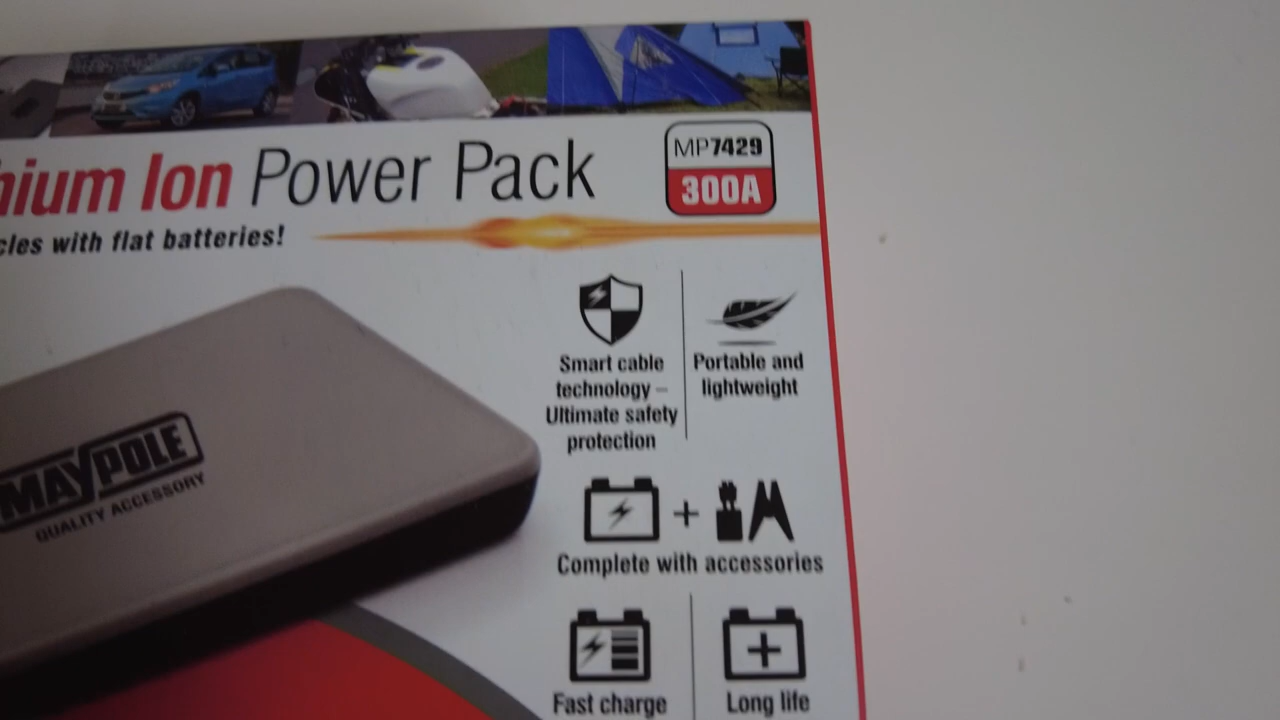 hium Ion Power Pack
MP7429
300A
cles with flat batteries!
Smart cable
technology –
Ultimate safety
protection
Portable and
lightweight
MAYPOLE
QUALITY ACCESSORY
Complete with accessories
Fast charge
Long life